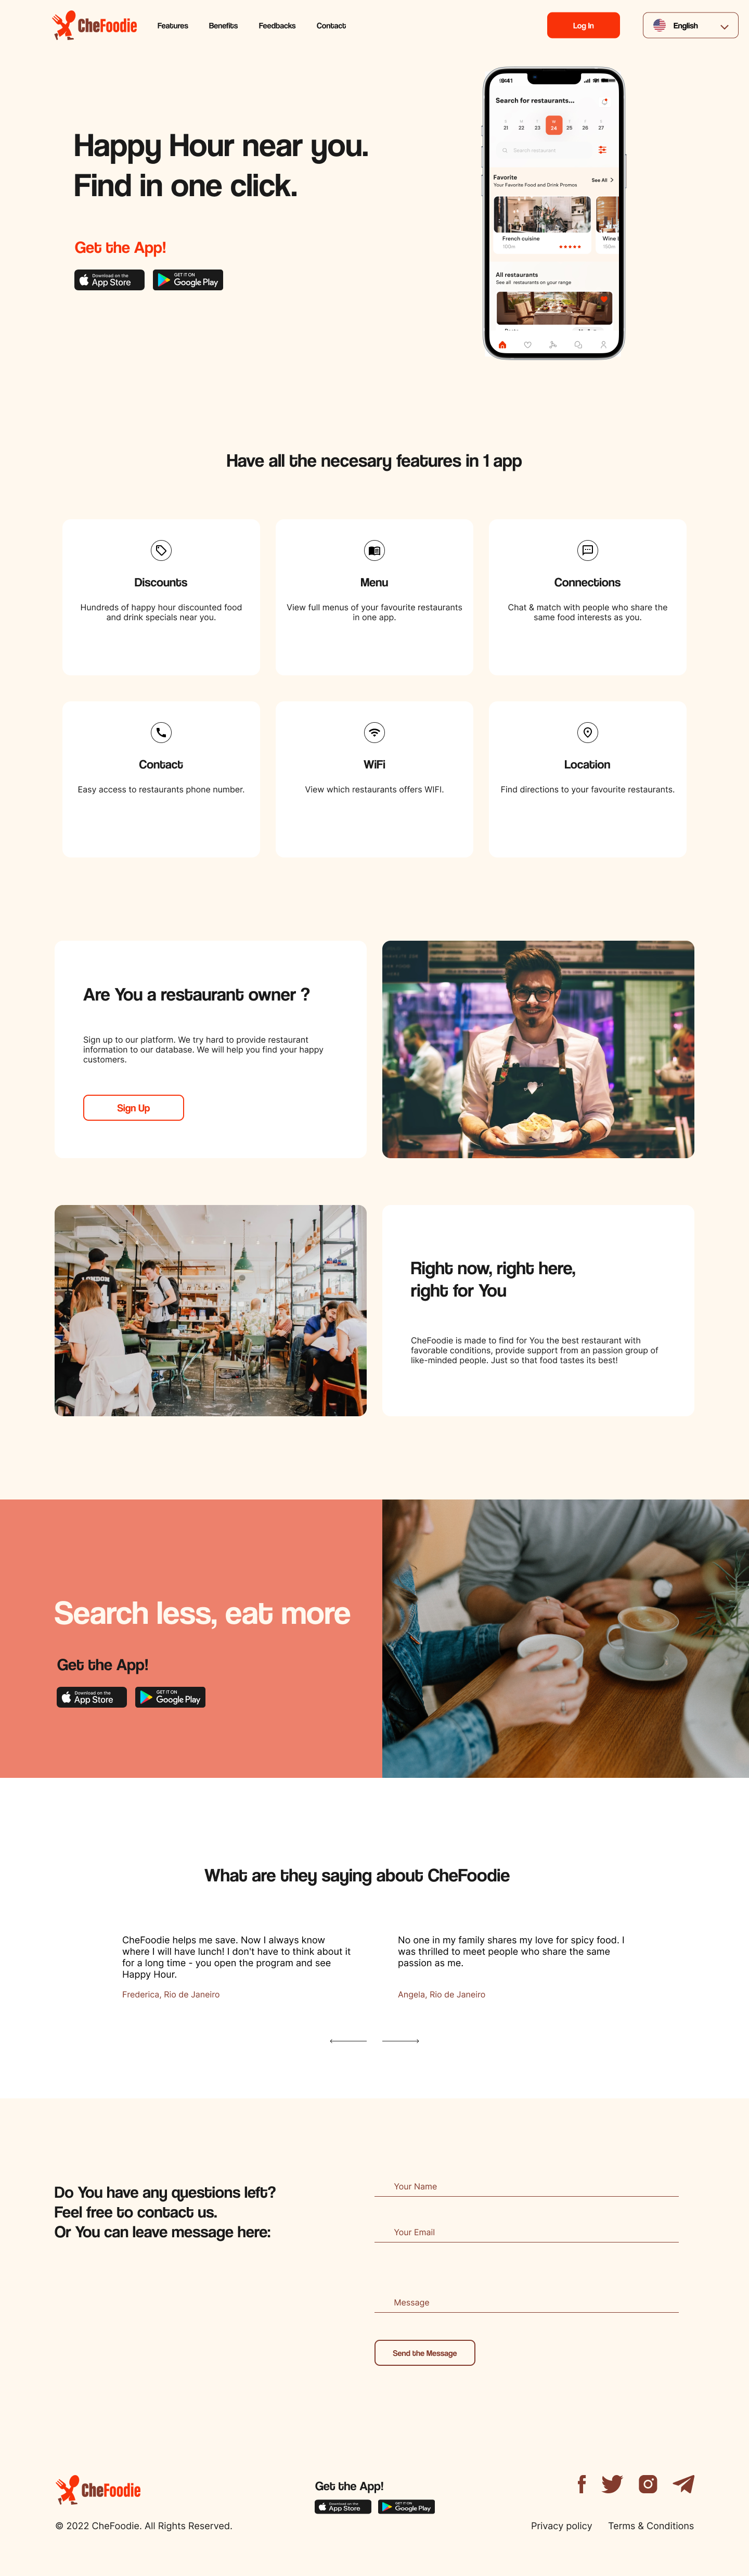 CheFoodie
Features
Benefits
Feedbacks
Contact
Log In
English
Happy Hour near you.
Find in one click.
Get the App!
Download on the
App Store
GET IT ON
Google Play
9:41
Search for restaurants...
21 22 23 24 25 26 27
Search restaurant
Favorite
Your Favorite Food and Drink Promos
See All
French cuisine
100m
All restaurants
See all restaurants on your range
Have all the necesary features in 1 app
Discounts
Hundreds of happy hour discounted food
and drink specials near you.
Menu
View full menus of your favourite restaurants
in one app.
Connections
Chat & match with people who share the
same food interests as you.
Contact
Easy access to restaurants phone number.
WiFi
View which restaurants offers WIFI.
Location
Find directions to your favourite restaurants.
Are You a restaurant owner ?
Sign up to our platform. We try hard to provide restaurant
information to our database. We will help you find your happy
customers.
Sign Up
LONDON
Right now, right here,
right for You
CheFoodie is made to find for You the best restaurant with
favorable conditions, provide support from an passion group of
like-minded people. Just so that food tastes its best!
Search less, eat more
Get the App!
Download on the
App Store
GET IT ON
Google Play
What are they saying about CheFoodie
CheFoodie helps me save. Now I always know
where I will have lunch! I don't have to think about it
for a long time - you open the program and see
Happy Hour.
Frederica, Rio de Janeiro
No one in my family shares my love for spicy food. I
was thrilled to meet people who share the same
passion as me.
Angela, Rio de Janeiro
Do You have any questions left?
Feel free to contact us.
Or You can leave message here:
Your Name
Your Email
Message
Send the Message
CheFoodie
© 2022 CheFoodie. All Rights Reserved.
Get the App!
Download on the
App Store
GET IT ON
Google Play
Privacy policy
Terms & Conditions